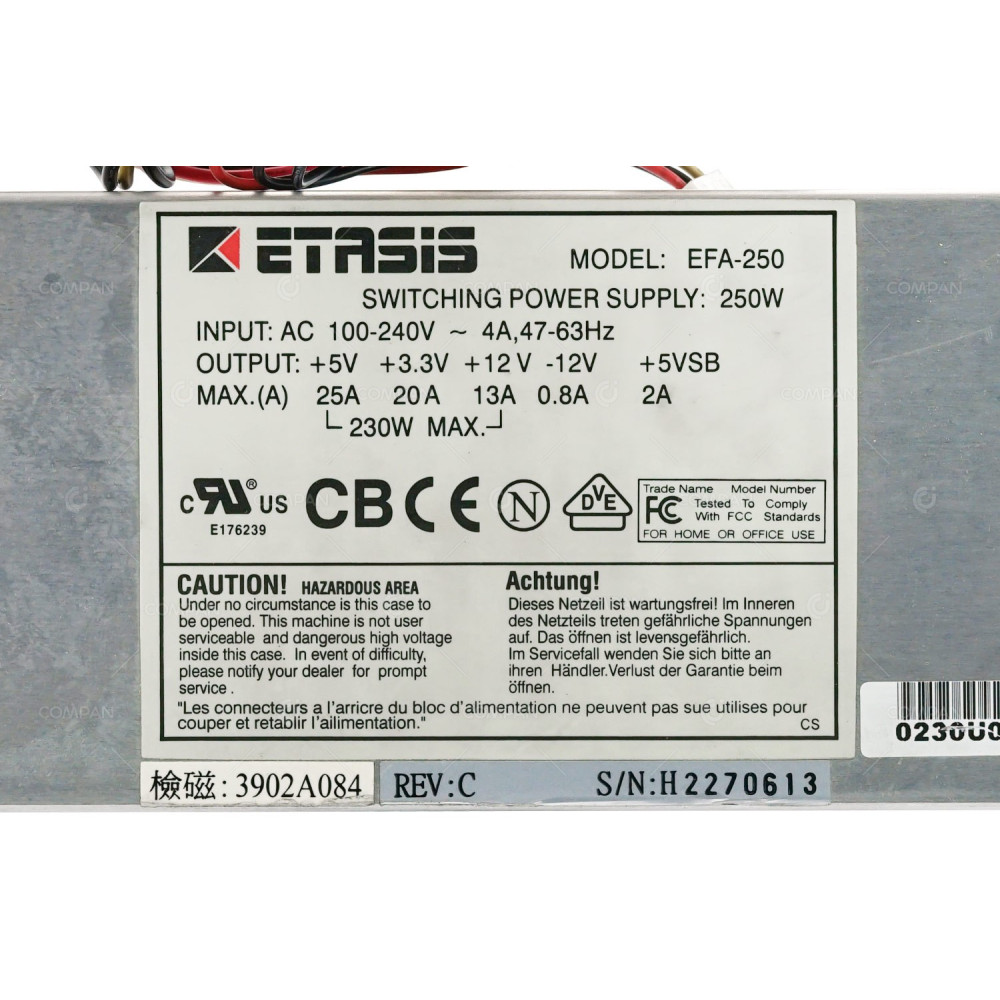 ETASIS
MODEL: EFA-250
SWITCHING POWER SUPPLY: 250W
INPUT: AC 100-240V ~ 4A,47-63Hz
OUTPUT: +5V +3.3V +12V -12V +5VSB
MAX.(A) 25A 20A 13A 0.8A 2A
230W MAX.
C RU ® US
E176239
CB CE
N
DVE
Trade Name Model Number
FC Tested To Comply
With FCC Standards
FOR HOME OR OFFICE USE
CAUTION! HAZARDOUS AREA
Under no circumstance is this case to
be opened. This machine is not user
serviceable and dangerous high voltage
inside this case. In event of difficulty,
please notify your dealer for prompt
service .
Achtung!
Dieses Netzeil ist wartungsfrei! Im Inneren
des Netzteils treten gefährliche Spannungen
auf. Das öffnen ist levensgefährlich.
Im Servicefall wenden Sie sich bitte an
ihren Händler.Verlust der Garantie beim
öffnen.
"Les connecteurs a l'arricre du bloc d'alimentation ne peuvent pas sue utilises pour
couper et retablir l'ailimentation."
CS
檢磁:3902A084
REV:C S/N:H2270613
0230U0
COMPAN